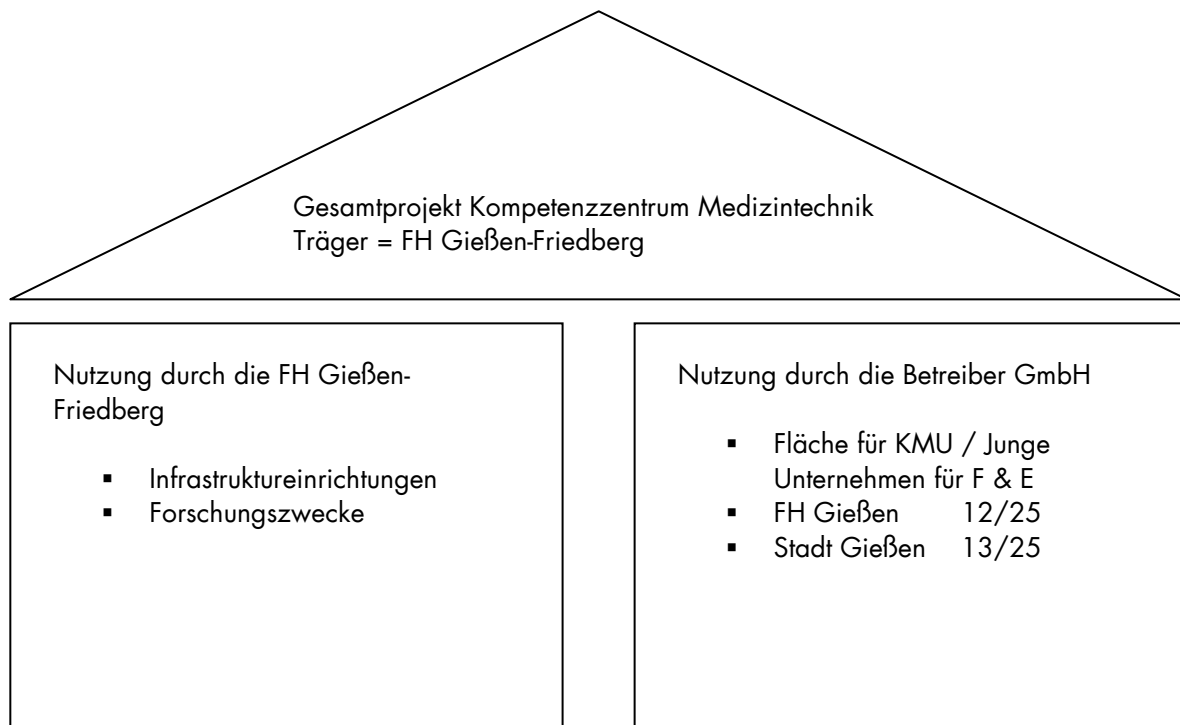 Gesamtprojekt Kompetenzzentrum Medizintechnik
Träger = FH Gießen-Friedberg
Nutzung durch die FH Gießen-
Friedberg
▪ Infrastruktureinrichtungen
▪ Forschungszwecke
Nutzung durch die Betreiber GmbH
▪ Fläche für KMU / Junge
Unternehmen für F & E
▪ FH Gießen 12/25
▪ Stadt Gießen 13/25